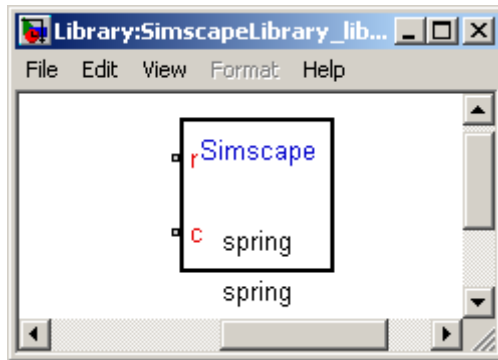 Library:SimscapeLibrary_lib...
File Edit View Format Help
r Simscape
c spring
spring